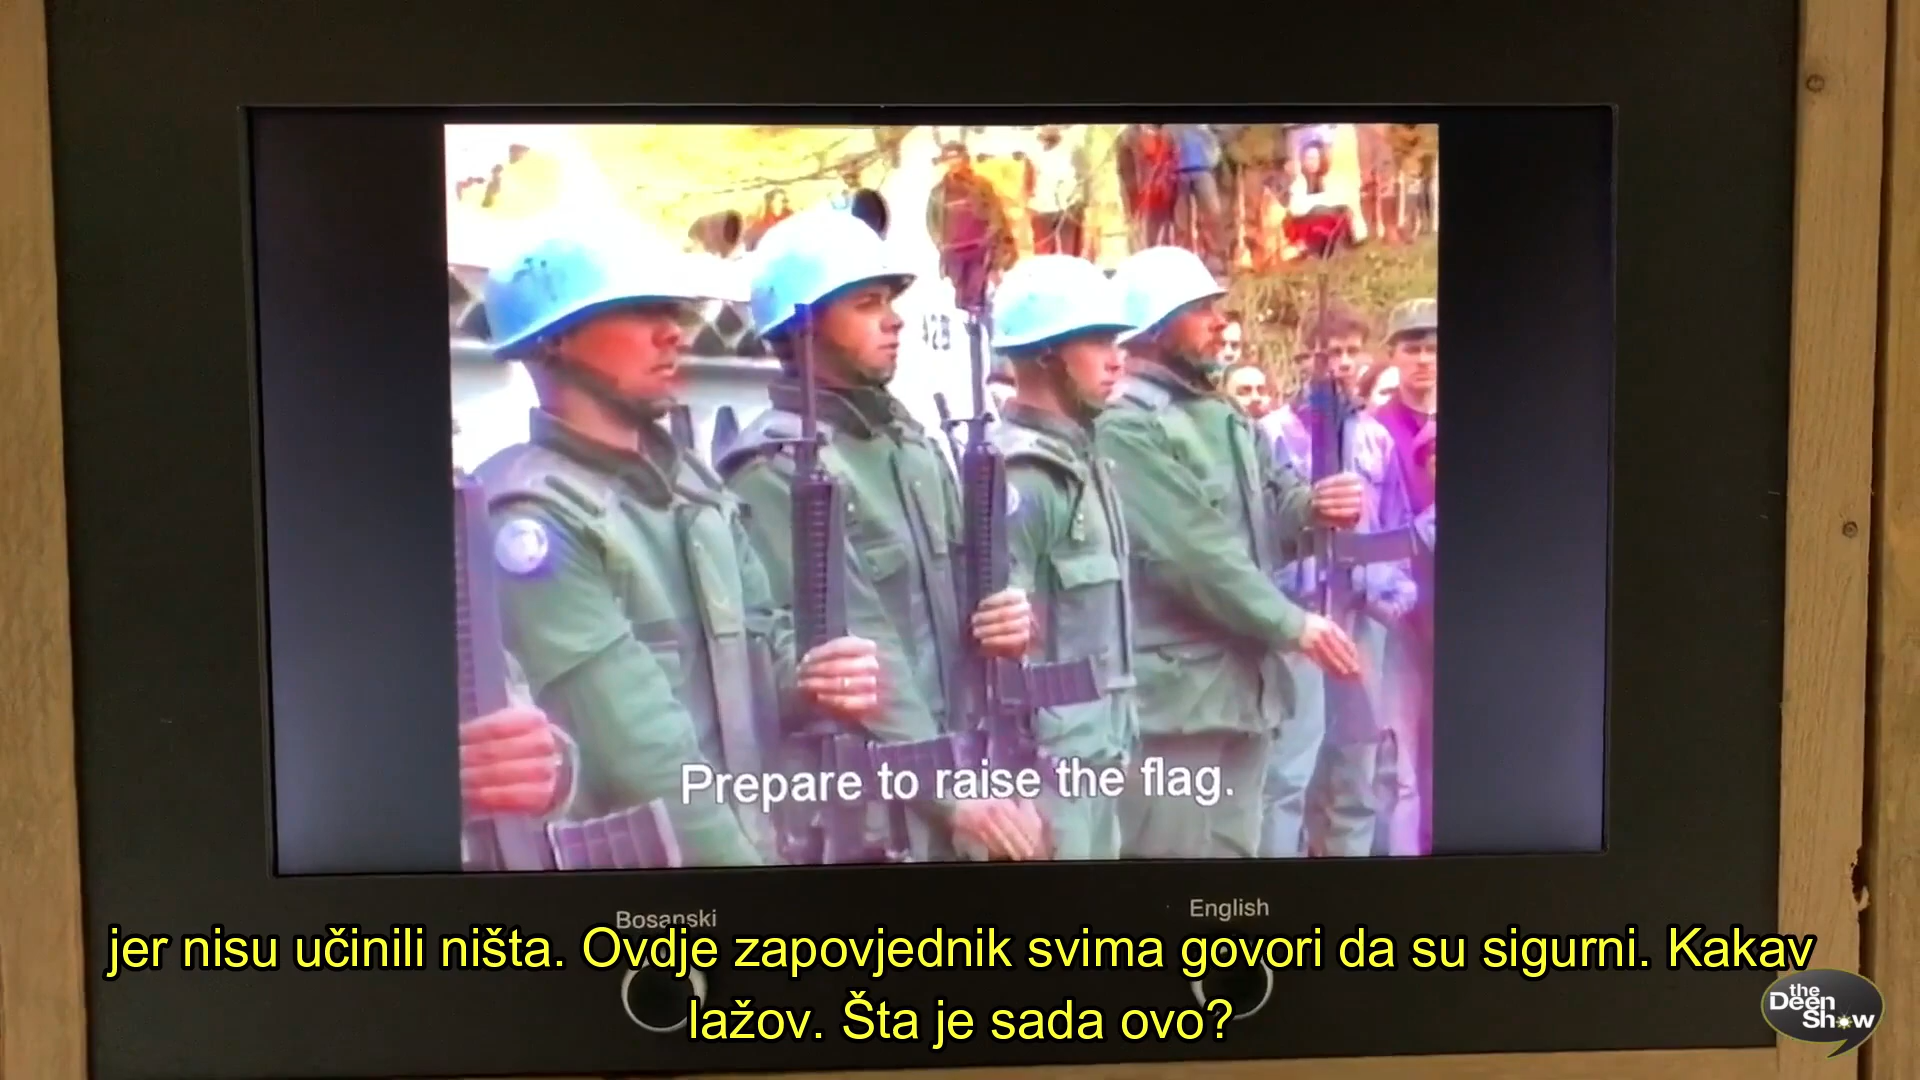 428
Prepare to raise the flag.
Bosanski
English
jer nisu učinili ništa. Ovdje zapovjednik svima govori da su sigurni. Kakav
lažov. Šta je sada ovo?
the
Deen
Show